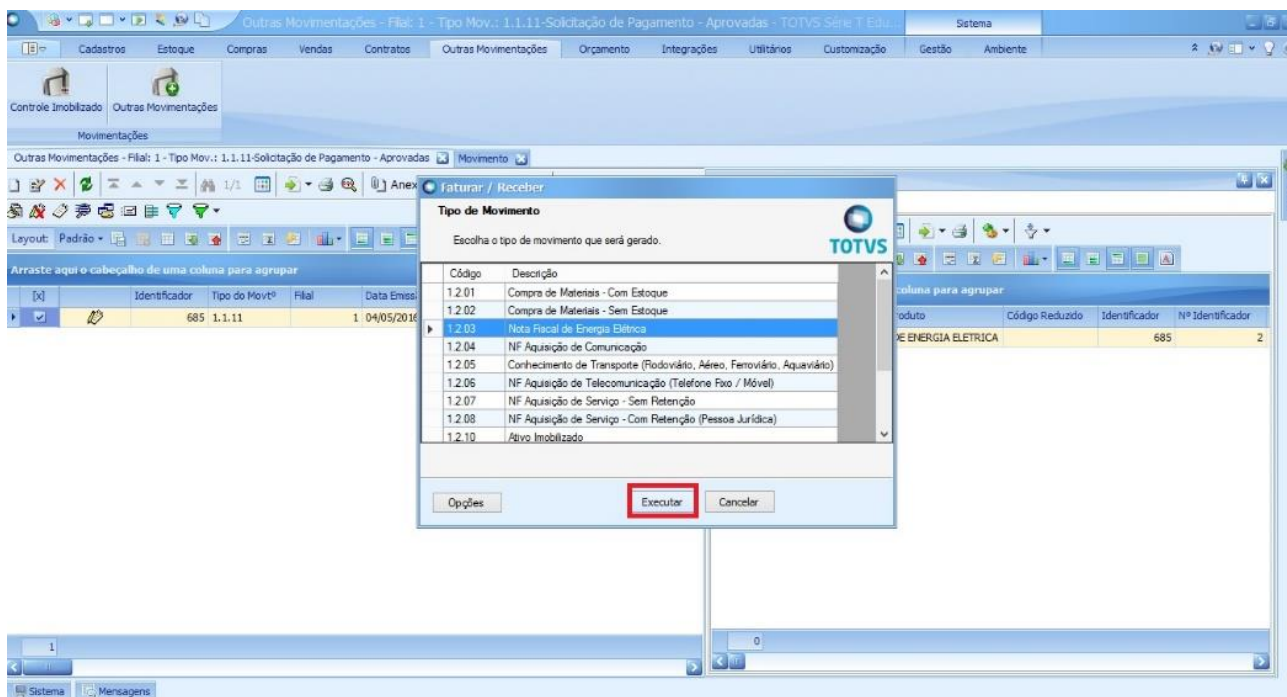 Outras Movimentações - Filial: 1 - Tipo Mov.: 1.1.11-Solicitação de Pagamento - Aprovadas - TOTVS Série T Edu...
Sistema
Cadastros Estoque Compras Vendas Contratos Outras Movimentações Orçamento Integrações Utilitários Customização Gestão Ambiente
Controle Imobilizado Outras Movimentações
Movimentações
Outras Movimentações - Filial: 1 - Tipo Mov.: 1.1.11-Solicitação de Pagamento - Aprovadas Movimento
1/1 Anex
Layout: Padrão
Arraste aqui o cabeçalho de uma coluna para agrupar
[x] Identificador Tipo do Movtº Filial Data Emiss
685 1.1.11 1 04/05/2016
Faturar / Receber
Tipo de Movimento
Escolha o tipo de movimento que será gerado.
TOTVS
Código Descrição
1.2.01 Compra de Materiais - Com Estoque
1.2.02 Compra de Materiais - Sem Estoque
1.2.03 Nota Fiscal de Energia Elétrica
1.2.04 NF Aquisição de Comunicação
1.2.05 Conhecimento de Transporte (Rodoviário, Aéreo, Ferroviário, Aquaviário)
1.2.06 NF Aquisição de Telecomunicação (Telefone Fixo / Móvel)
1.2.07 NF Aquisição de Serviço - Sem Retenção
1.2.08 NF Aquisição de Serviço - Com Retenção (Pessoa Jurídica)
1.2.10 Ativo Imobilizado
Opções Executar Cancelar
coluna para agrupar
oduto Código Reduzido Identificador Nº Identificador
DE ENERGIA ELETRICA 685 2
1
0
Sistema Mensagens